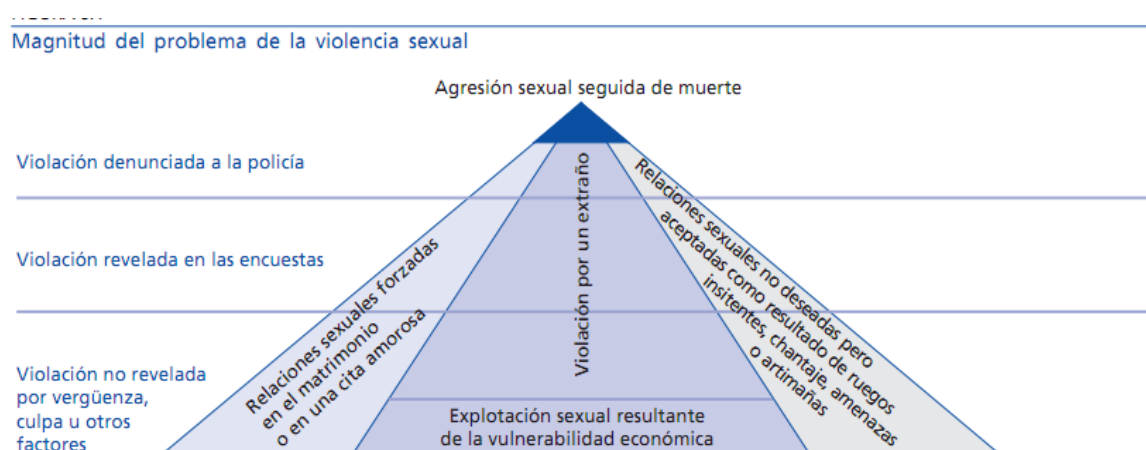 Magnitud del problema de la violencia sexual
Agresión sexual seguida de muerte
Violación denunciada a la policía
Violación revelada en las encuestas
Violación no revelada
por vergüenza,
culpa u otros
factores
Relaciones sexuales forzadas
en el matrimonio
o en una cita amorosa
Violación por un extraño
Explotación sexual resultante
de la vulnerabilidad económica
Relaciones sexuales no deseadas pero
aceptadas como resultado de ruegos
insitentes, chantaje, amenazas
o artimañas